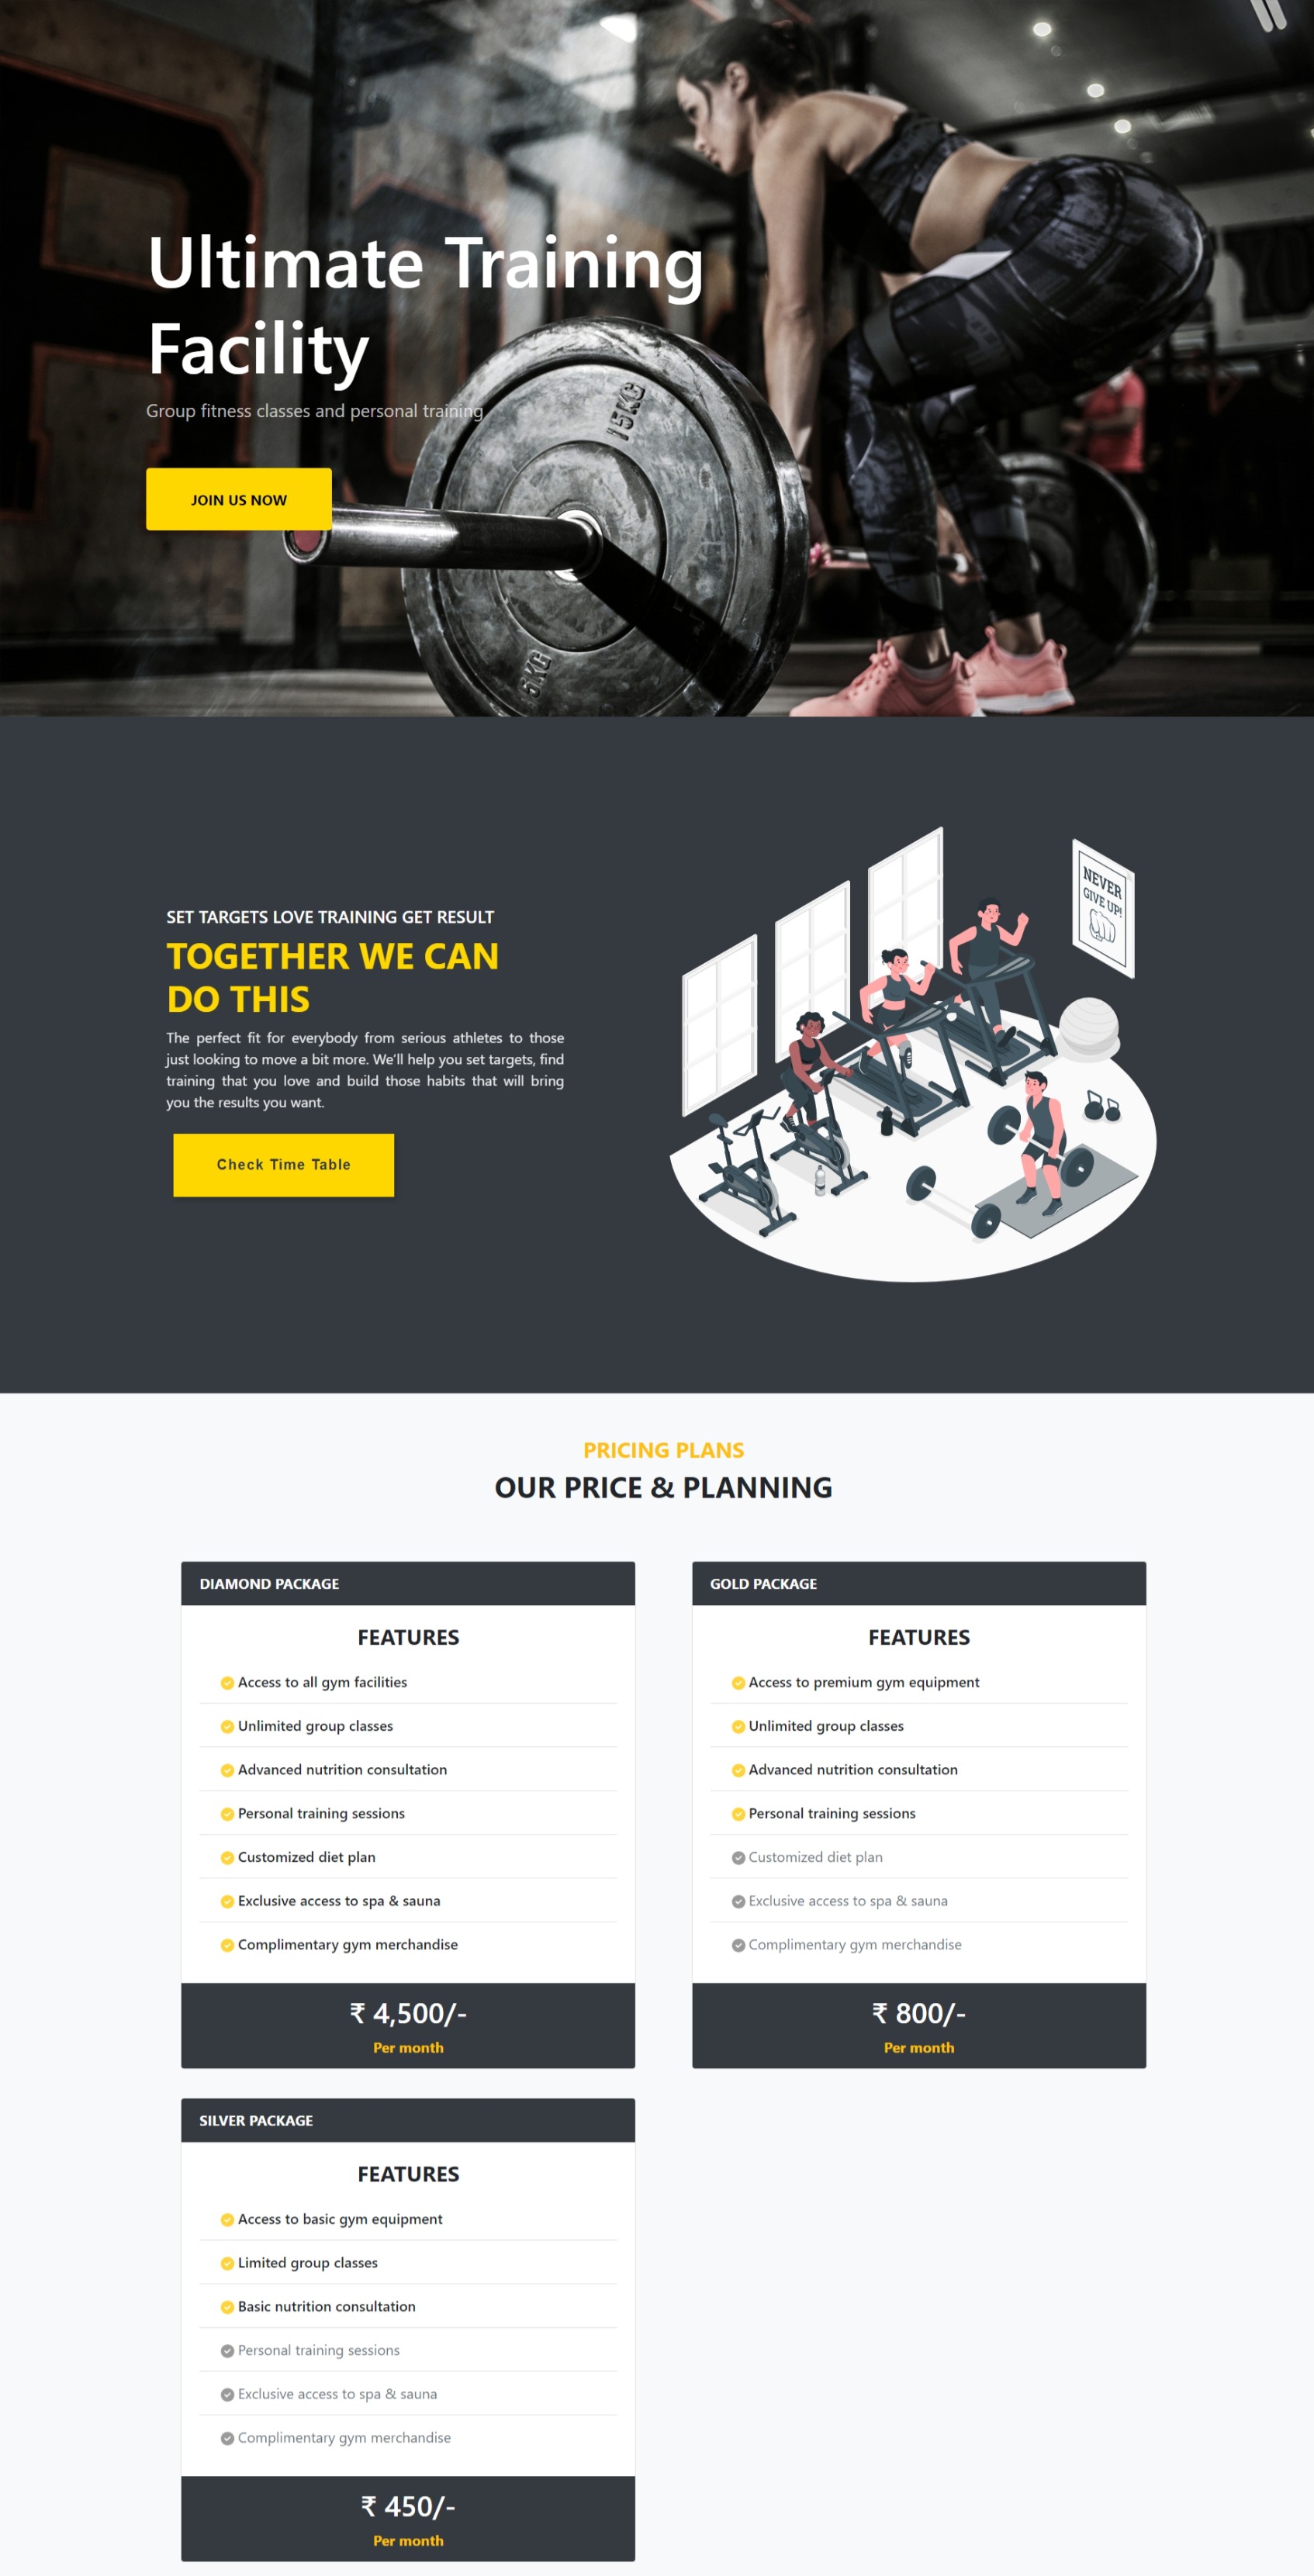 Ultimate Training
Facility
Group fitness classes and personal training
15KG
JOIN US NOW
5KG
SET TARGETS LOVE TRAINING GET RESULT
TOGETHER WE CAN
DO THIS
The perfect fit for everybody from serious athletes to those
just looking to move a bit more. We'll help you set targets, find
training that you love and build those habits that will bring
you the results you want.
Check Time Table
NEVER
GIVE UP!
PRICING PLANS
OUR PRICE & PLANNING
DIAMOND PACKAGE
FEATURES
Access to all gym facilities
Unlimited group classes
Advanced nutrition consultation
Personal training sessions
Customized diet plan
Exclusive access to spa & sauna
Complimentary gym merchandise
₹ 4,500/-
Per month
GOLD PACKAGE
FEATURES
Access to premium gym equipment
Unlimited group classes
Advanced nutrition consultation
Personal training sessions
Customized diet plan
Exclusive access to spa & sauna
Complimentary gym merchandise
₹ 800/-
Per month
SILVER PACKAGE
FEATURES
Access to basic gym equipment
Limited group classes
Basic nutrition consultation
Personal training sessions
Exclusive access to spa & sauna
Complimentary gym merchandise
₹ 450/-
Per month